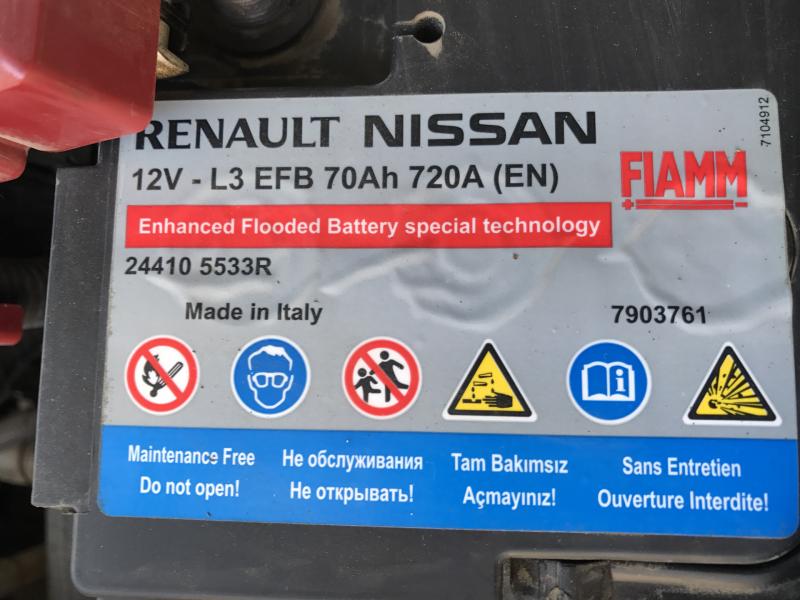 RENAULT NISSAN
7104912
12V - L3 EFB 70Ah 720A (EN)
FIAMM
Enhanced Flooded Battery special technology
24410 5533R
Made in Italy
7903761
Maintenance Free
Do not open!
Не обслуживания
Не открывать!
Tam Bakımsız
Açmayınız!
Sans Entretien
Ouverture Interdite!